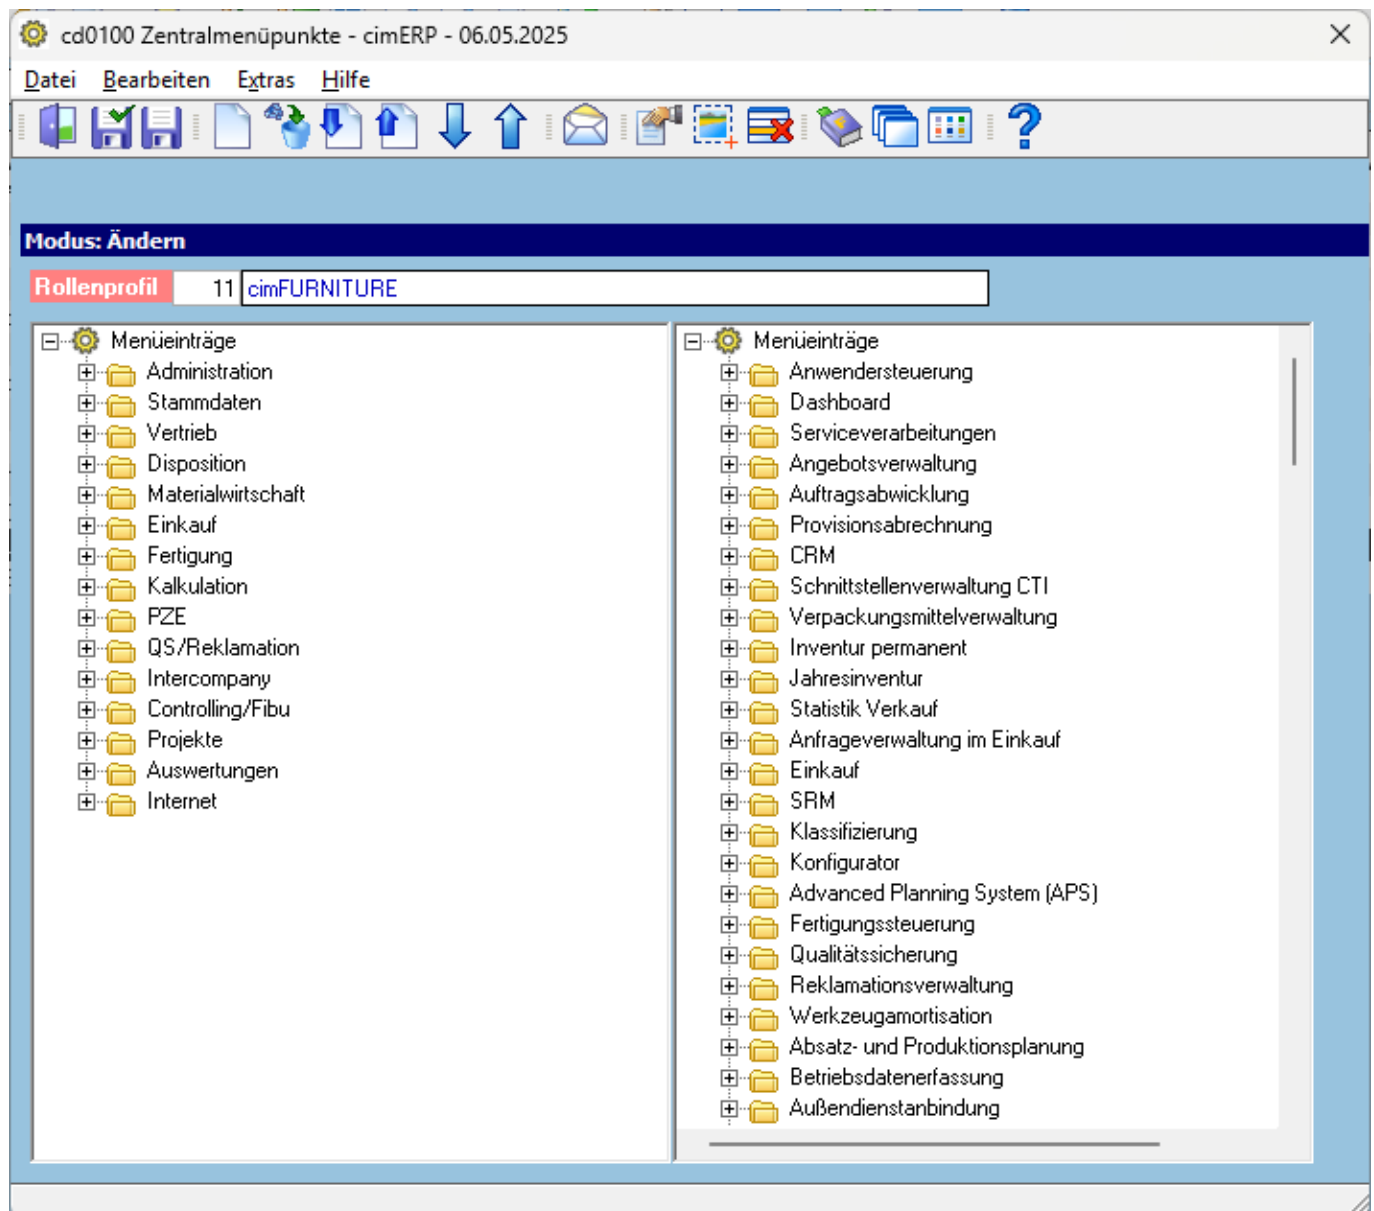 cd0100 Zentralmenüpunkte - cimERP - 06.05.2025
Datei Bearbeiten Extras Hilfe
Modus: Ändern
Rollenprofil 11 cimFURNITURE
Menüeinträge
Administration
Stammdaten
Vertrieb
Disposition
Materialwirtschaft
Einkauf
Fertigung
Kalkulation
PZE
QS/Reklamation
Intercompany
Controlling/Fibu
Projekte
Auswertungen
Internet
Menüeinträge
Anwendersteuerung
Dashboard
Serviceverarbeitungen
Angebotsverwaltung
Auftragsabwicklung
Provisionsabrechnung
CRM
Schnittstellenverwaltung CTI
Verpackungsmittelverwaltung
Inventur permanent
Jahresinventur
Statistik Verkauf
Anfrageverwaltung im Einkauf
Einkauf
SRM
Klassifizierung
Konfigurator
Advanced Planning System (APS)
Fertigungssteuerung
Qualitätssicherung
Reklamationsverwaltung
Werkzeugamortisation
Absatz- und Produktionsplanung
Betriebsdatenerfassung
Außendienstanbindung